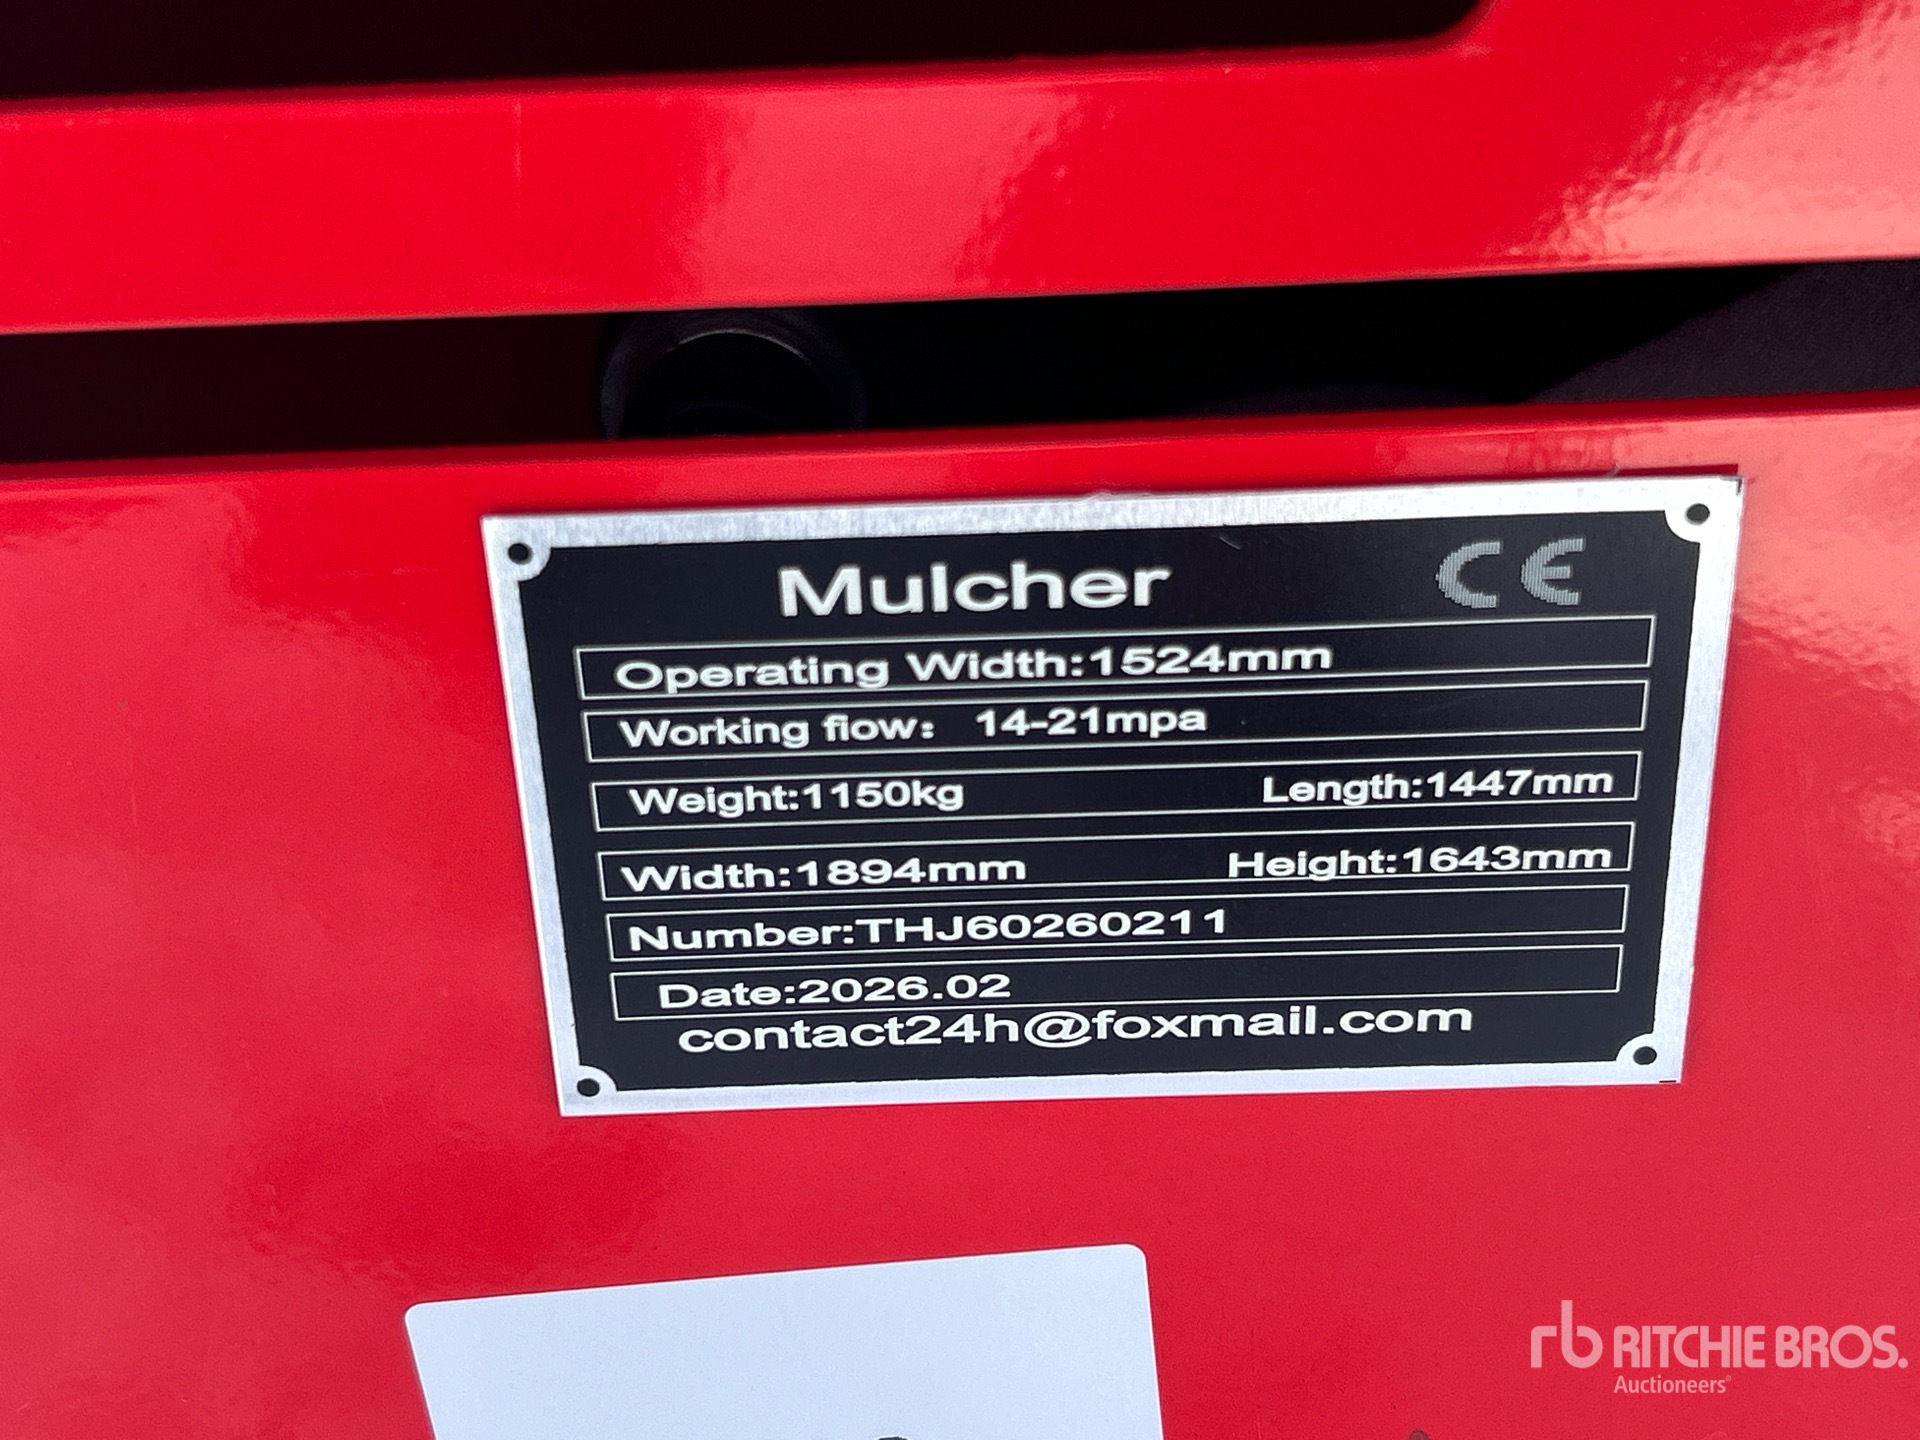 Mulcher CE
Operating Width:1524mm
Working flow: 14-21mpa
Weight:1150kg Length:1447mm
Width:1894mm Height:1643mm
Number:THJ60260211
Date:2026.02
contact24h@foxmail.com
rb RITCHIE BROS.
Auctioneers®